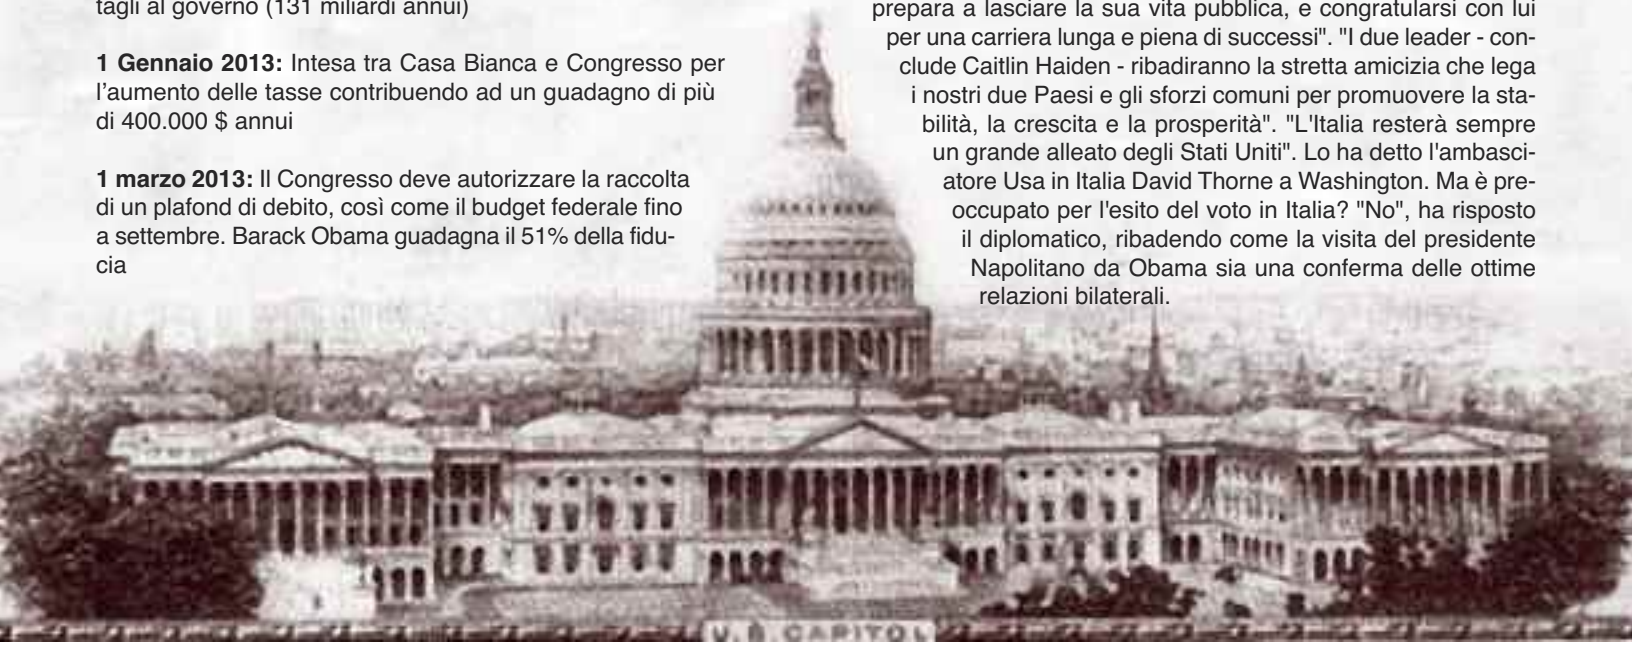 tagli al governo (131 miliardi annui)
1 Gennaio 2013: Intesa tra Casa Bianca e Congresso per
l'aumento delle tasse contribuendo ad un guadagno di più
di 400.000 $ annui
1 marzo 2013: Il Congresso deve autorizzare la raccolta
di un plafond di debito, così come il budget federale fino
a settembre. Barack Obama guadagna il 51% della fidu-
cia
prepara a lasciare la sua vita pubblica, e congratularsi con lui
per una carriera lunga e piena di successi". "I due leader - con-
clude Caitlin Haiden - ribadiranno la stretta amicizia che lega
i nostri due Paesi e gli sforzi comuni per promuovere la sta-
bilità, la crescita e la prosperità". "L'Italia resterà sempre
un grande alleato degli Stati Uniti". Lo ha detto l'ambasci-
atore Usa in Italia David Thorne a Washington. Ma è pre-
occupato per l'esito del voto in Italia? "No", ha risposto
il diplomatico, ribadendo come la visita del presidente
Napolitano da Obama sia una conferma delle ottime
relazioni bilaterali.
U. S. CAPITOL